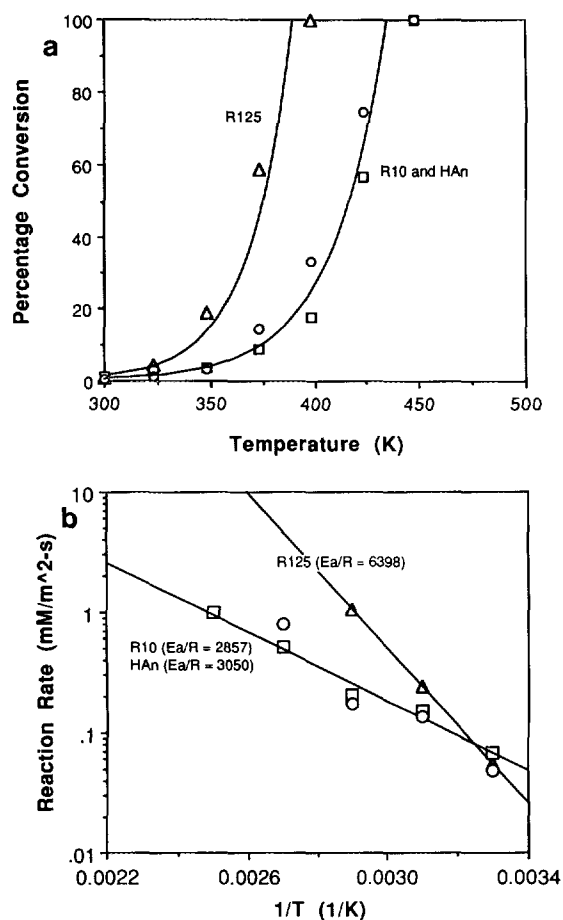 a
100
80
60
40
20
0
Percentage Conversion
R125
R10 and HAn
300
350
400
450
500
Temperature (K)
b
10
1
.1
.01
Reaction Rate (mM/m^2-s)
R125 (Ea/R = 6398)
R10 (Ea/R = 2857)
HAn (Ea/R = 3050)
0.0022
0.0026
0.0030
0.0034
1/T (1/K)